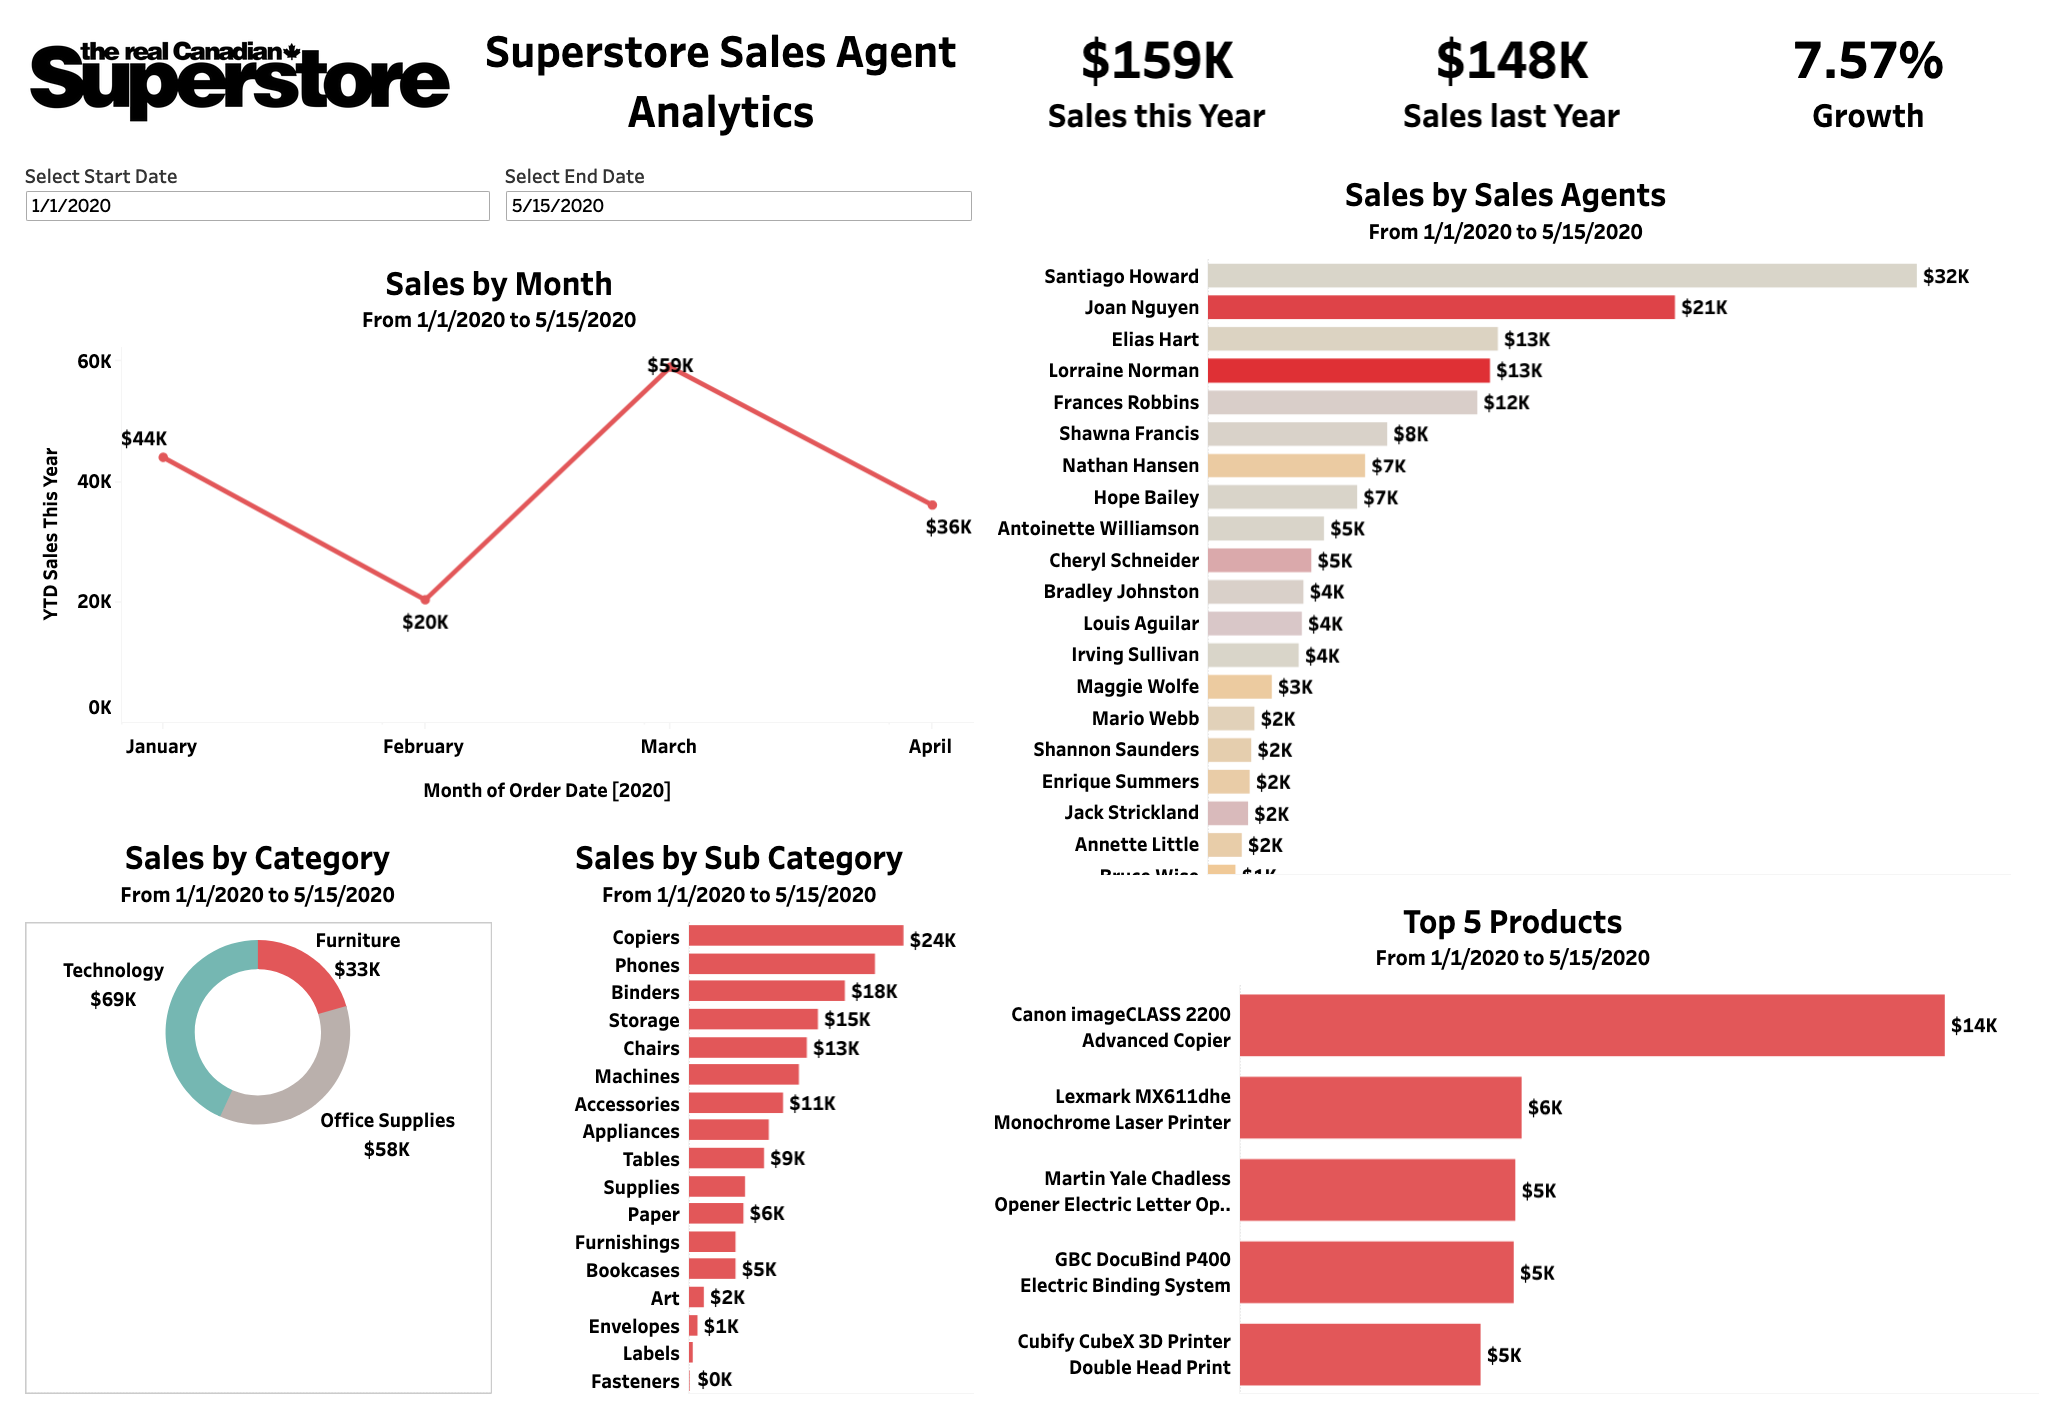 the real Canadian
Superstore
Superstore Sales Agent
Analytics
$159K
Sales this Year
$148K
Sales last Year
7.57%
Growth
Select Start Date
1/1/2020
Select End Date
5/15/2020
Sales by Month
From 1/1/2020 to 5/15/2020
YTD Sales This Year
60K
40K
20K
0K
$44K
$20K
$59K
$36K
January
February
March
April
Month of Order Date [2020]
Sales by Sales Agents
From 1/1/2020 to 5/15/2020
Santiago Howard $32K
Joan Nguyen $21K
Elias Hart $13K
Lorraine Norman $13K
Frances Robbins $12K
Shawna Francis $8K
Nathan Hansen $7K
Hope Bailey $7K
Antoinette Williamson $5K
Cheryl Schneider $5K
Bradley Johnston $4K
Louis Aguilar $4K
Irving Sullivan $4K
Maggie Wolfe $3K
Mario Webb $2K
Shannon Saunders $2K
Enrique Summers $2K
Jack Strickland $2K
Annette Little $2K
Sales by Category
From 1/1/2020 to 5/15/2020
Furniture
$33K
Technology
$69K
Office Supplies
$58K
Sales by Sub Category
From 1/1/2020 to 5/15/2020
Copiers $24K
Phones
Binders $18K
Storage $15K
Chairs $13K
Machines
Accessories $11K
Appliances
Tables $9K
Supplies
Paper $6K
Furnishings
Bookcases $5K
Art $2K
Envelopes $1K
Labels
Fasteners $0K
Top 5 Products
From 1/1/2020 to 5/15/2020
Canon imageCLASS 2200
Advanced Copier
$14K
Lexmark MX611dhe
Monochrome Laser Printer
$6K
Martin Yale Chadless
Opener Electric Letter Op..
$5K
GBC DocuBind P400
Electric Binding System
$5K
Cubify CubeX 3D Printer
Double Head Print
$5K